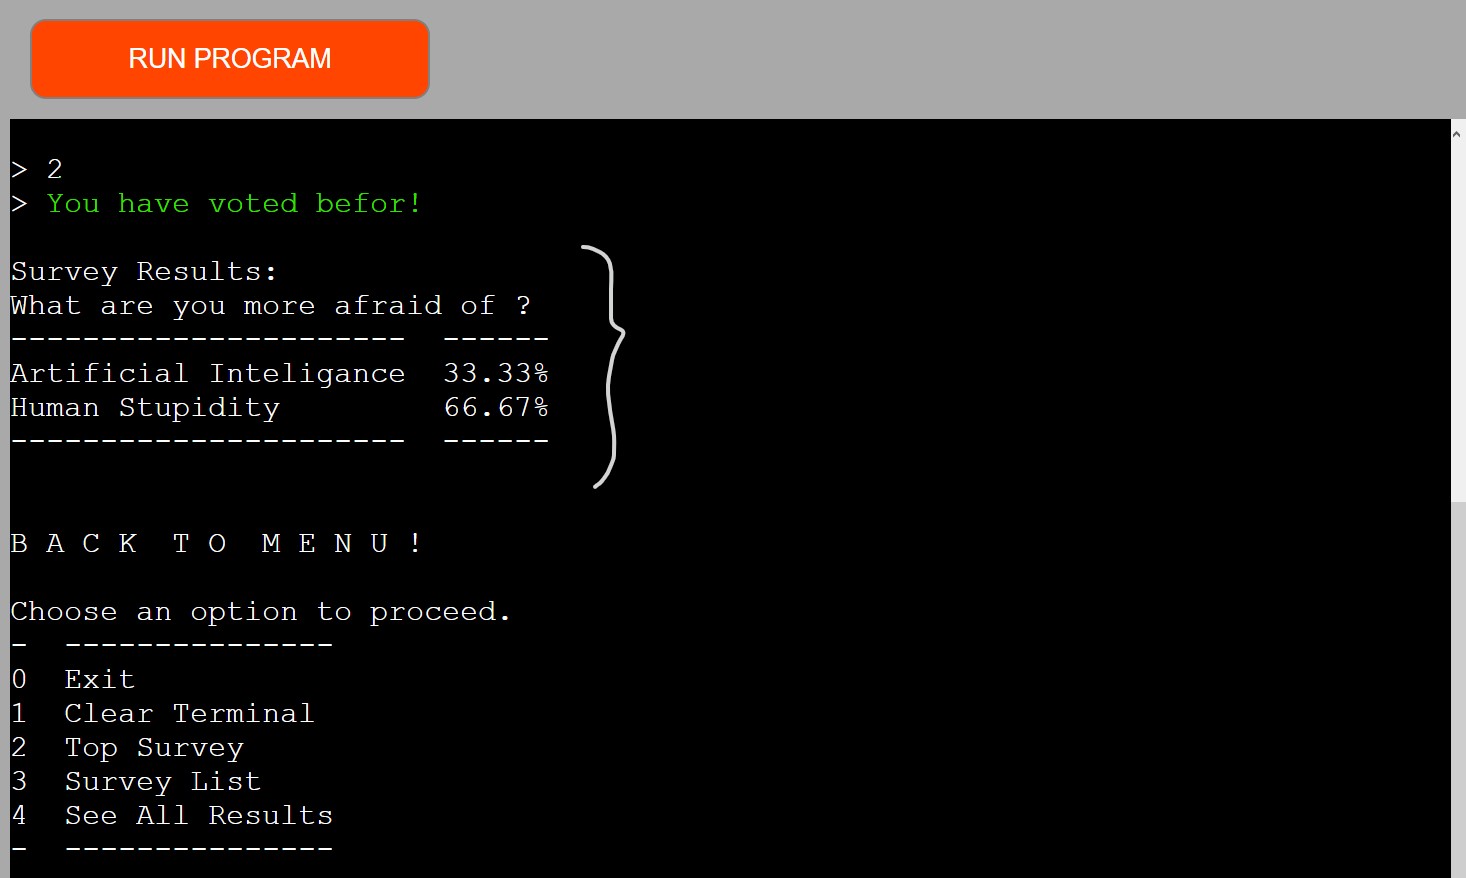 RUN PROGRAM
> 2
> You have voted befor!
Survey Results:
What are you more afraid of ?
---------------------- ------
Artificial Inteligance 33.33%
Human Stupidity 66.67%
---------------------- ------
B A C K  T O  M E N U !
Choose an option to proceed.
- ---------------
0 Exit
1 Clear Terminal
2 Top Survey
3 Survey List
4 See All Results
- ---------------